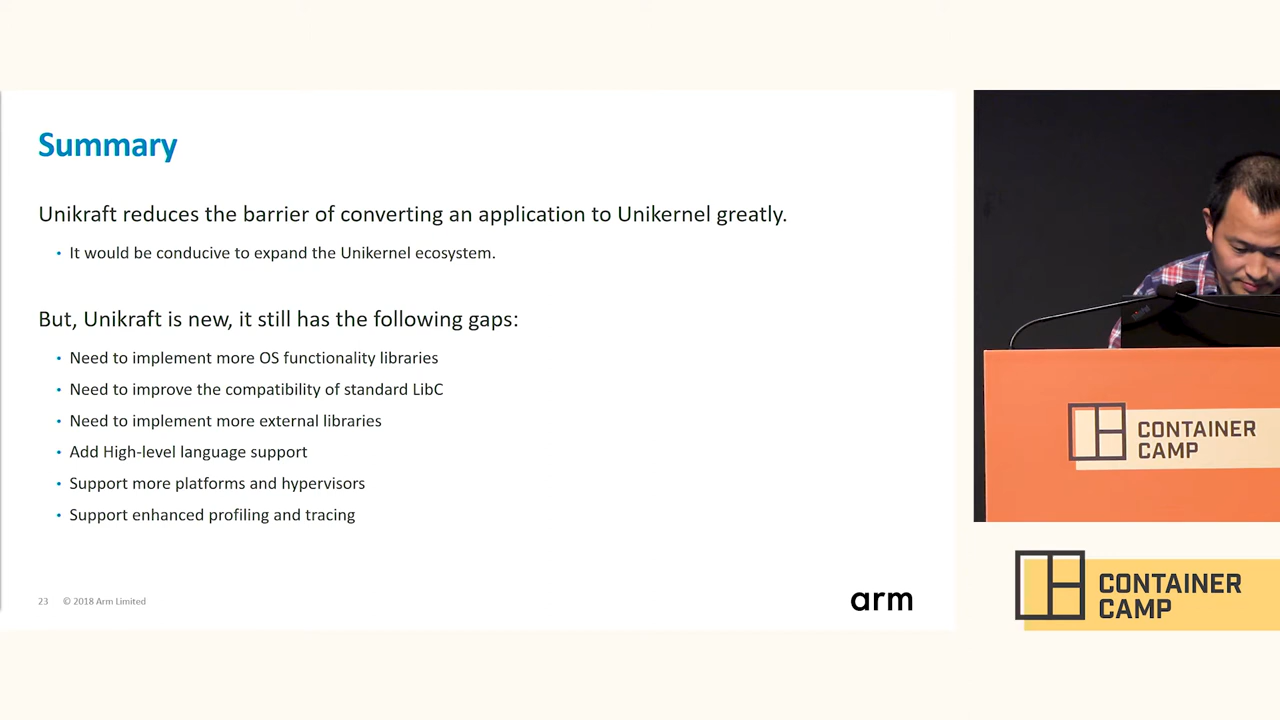 Summary
Unikraft reduces the barrier of converting an application to Unikernel greatly.
• It would be conducive to expand the Unikernel ecosystem.
But, Unikraft is new, it still has the following gaps:
• Need to implement more OS functionality libraries
• Need to improve the compatibility of standard LibC
• Need to implement more external libraries
• Add High-level language support
• Support more platforms and hypervisors
• Support enhanced profiling and tracing
23 © 2018 Arm Limited
arm
CONTAINER
CAMP
CONTAINER
CAMP